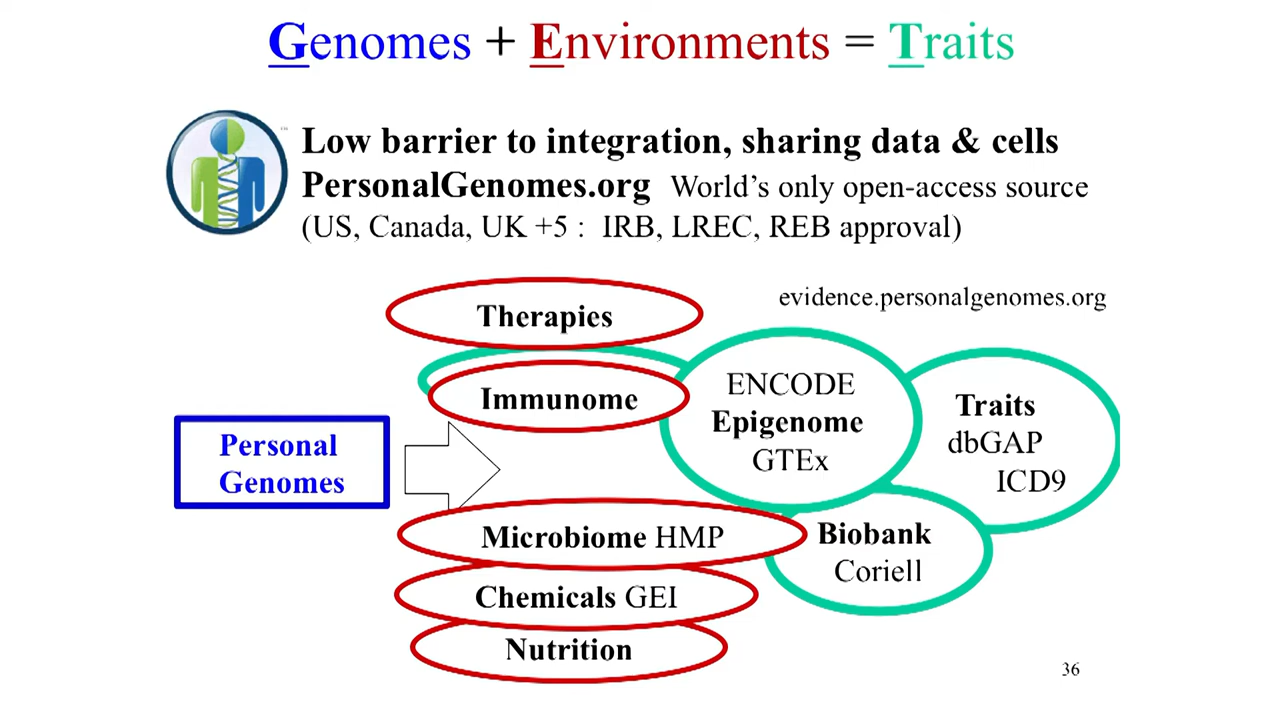 Genomes + Environments = Traits
Low barrier to integration, sharing data & cells
PersonalGenomes.org World's only open-access source
(US, Canada, UK +5 : IRB, LREC, REB approval)
evidence.personalgenomes.org
Therapies
Immunome
ENCODE
Epigenome
GTEx
Traits
dbGAP
ICD9
Personal
Genomes
Microbiome HMP
Biobank
Coriell
Chemicals GEI
Nutrition
36